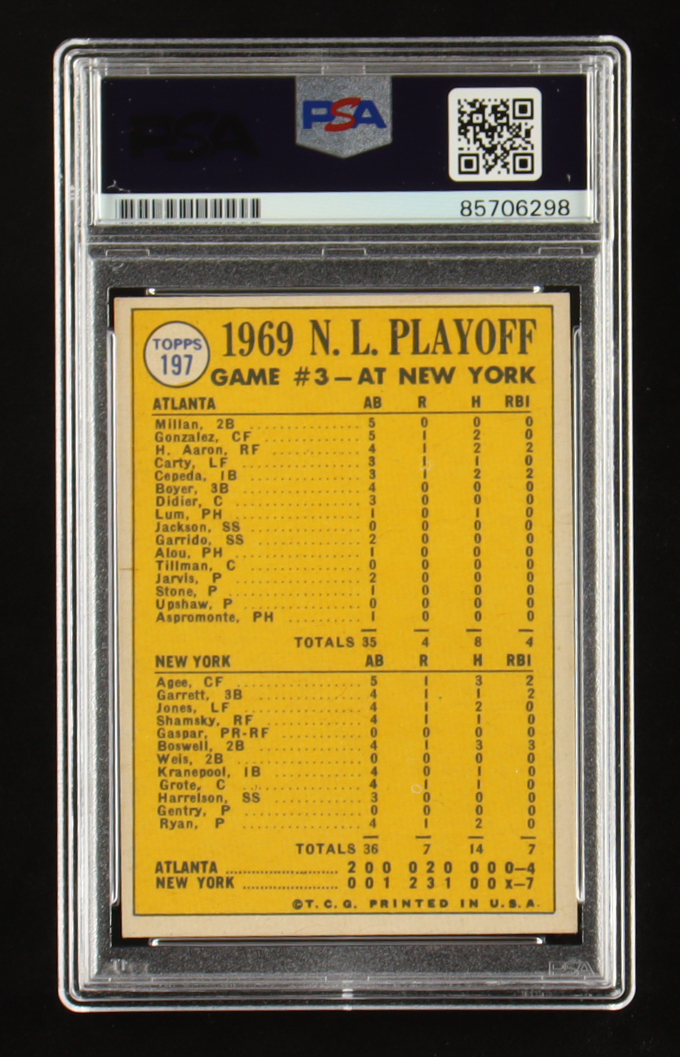 PSA
PSA
85706298
TOPPS
197
1969 N. L. PLAYOFF
GAME #3—AT NEW YORK
ATLANTA AB R H RBI
Millan, 2B 5 0 0 0
Gonzalez, CF 5 1 2 0
H. Aaron, RF 4 1 2 2
Carty, LF 3 1 1 0
Cepeda, 1B 3 1 2 2
Boyer, 3B 4 0 0 0
Didier, C 3 0 0 0
Lum, PH 1 0 1 0
Jackson, SS 0 0 0 0
Garrido, SS 2 0 0 0
Alou, PH 1 0 0 0
Tillman, C 0 0 0 0
Jarvis, P 2 0 0 0
Stone, P 1 0 0 0
Upshaw, P 0 0 0 0
Aspromonte, PH 1 0 0 0
TOTALS 35 4 8 4
NEW YORK AB R H RBI
Agee, CF 5 1 3 2
Garrett, 3B 4 1 1 2
Jones, LF 4 1 2 0
Shamsky, RF 4 1 1 0
Gaspar, PR-RF 0 0 0 0
Boswell, 2B 4 1 3 3
Weis, 2B 0 0 0 0
Kranepool, 1B 4 0 1 0
Grote, C 4 1 1 0
Harrelson, SS 3 0 0 0
Gentry, P 0 0 0 0
Ryan, P 4 1 2 0
TOTALS 36 7 14 7
ATLANTA 2 0 0 0 2 0 0 0 0—4
NEW YORK 0 0 1 2 3 1 0 0 x—7
©T.C.G. PRINTED IN U.S.A.
PSA